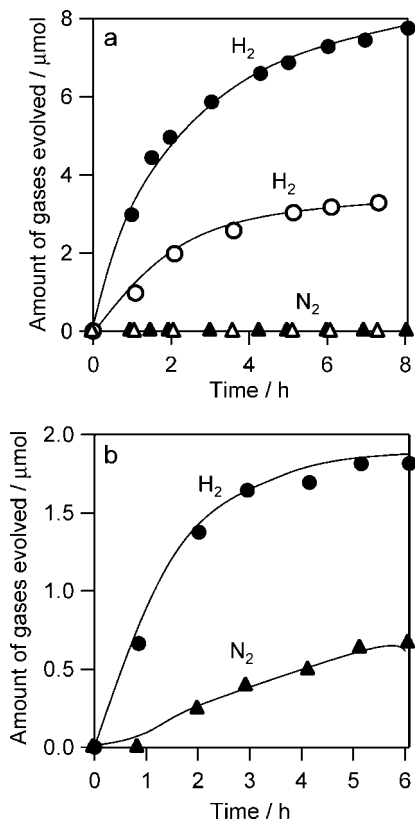 a
Amount of gases evolved / μmol
8
6
4
2
0
H2
H2
N2
0 2 4 6 8
Time / h
b
Amount of gases evolved / μmol
2.0
1.5
1.0
0.5
0.0
H2
N2
0 1 2 3 4 5 6
Time / h